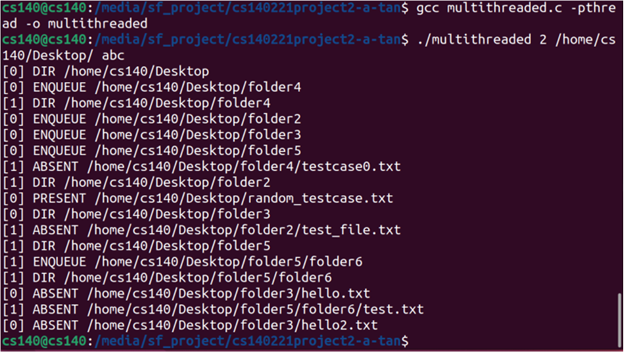 cs140@cs140:/media/sf_project/cs140221project2-a-tan$ gcc multithreaded.c -pthre
ad -o multithreaded
cs140@cs140:/media/sf_project/cs140221project2-a-tan$ ./multithreaded 2 /home/cs
140/Desktop/ abc
[0] DIR /home/cs140/Desktop
[0] ENQUEUE /home/cs140/Desktop/folder4
[1] DIR /home/cs140/Desktop/folder4
[0] ENQUEUE /home/cs140/Desktop/folder2
[0] ENQUEUE /home/cs140/Desktop/folder3
[0] ENQUEUE /home/cs140/Desktop/folder5
[1] ABSENT /home/cs140/Desktop/folder4/testcase0.txt
[1] DIR /home/cs140/Desktop/folder2
[0] PRESENT /home/cs140/Desktop/random_testcase.txt
[0] DIR /home/cs140/Desktop/folder3
[1] ABSENT /home/cs140/Desktop/folder2/test_file.txt
[1] DIR /home/cs140/Desktop/folder5
[1] ENQUEUE /home/cs140/Desktop/folder5/folder6
[1] DIR /home/cs140/Desktop/folder5/folder6
[0] ABSENT /home/cs140/Desktop/folder3/hello.txt
[1] ABSENT /home/cs140/Desktop/folder5/folder6/test.txt
[0] ABSENT /home/cs140/Desktop/folder3/hello2.txt
cs140@cs140:/media/sf_project/cs140221project2-a-tan$